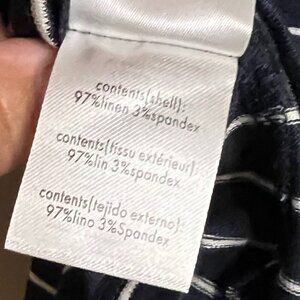 contents(shell):
97%linen 3%spandex
contents(tissu extérieur):
97%lin 3%spandex
contents(tejido externo):
97%lino 3%Spandex